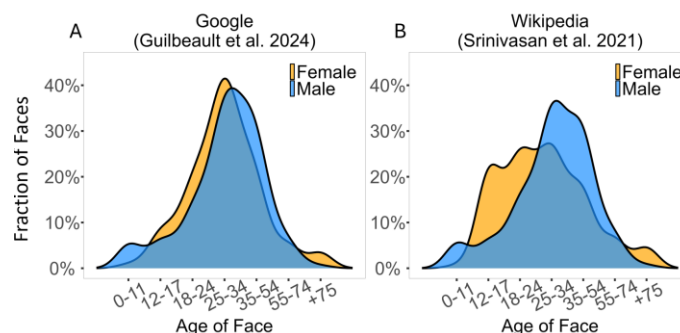 A
Google
(Guilbeault et al. 2024)
Female
Male
Fraction of Faces
40%
30%
20%
10%
0%
0-11
12-17
18-24
25-34
35-54
55-74
+75
Age of Face
B
Wikipedia
(Srinivasan et al. 2021)
Female
Male
40%
30%
20%
10%
0%
0-11
12-17
18-24
25-34
35-54
55-74
+75
Age of Face